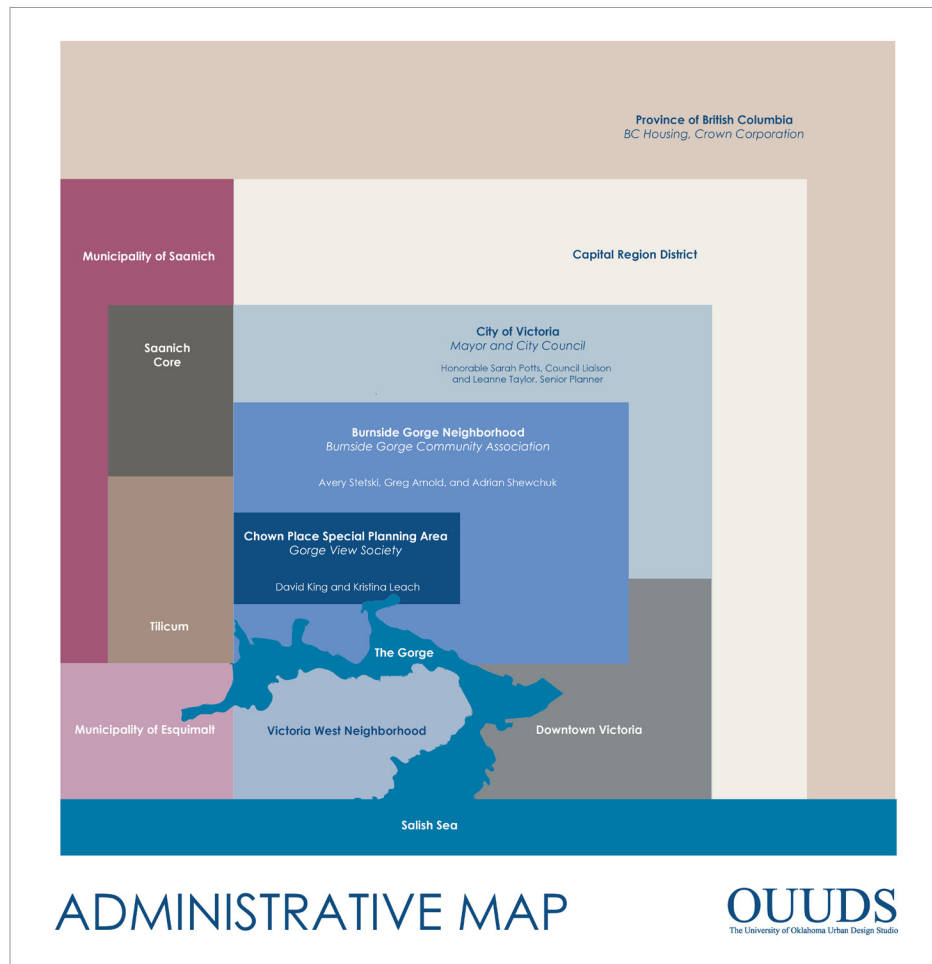 Province of British Columbia
BC Housing, Crown Corporation
Municipality of Saanich
Capital Region District
City of Victoria
Mayor and City Council
Honorable Sarah Potts, Council Liaison
and Leanne Taylor, Senior Planner
Saanich
Core
Burnside Gorge Neighborhood
Burnside Gorge Community Association
Avery Stetski, Greg Arnold, and Adrian Shewchuk
Chown Place Special Planning Area
Gorge View Society
David King and Kristina Leach
Tilicum
The Gorge
Municipality of Esquimalt
Victoria West Neighborhood
Downtown Victoria
Salish Sea
ADMINISTRATIVE MAP
OUUDS
The University of Oklahoma Urban Design Studio